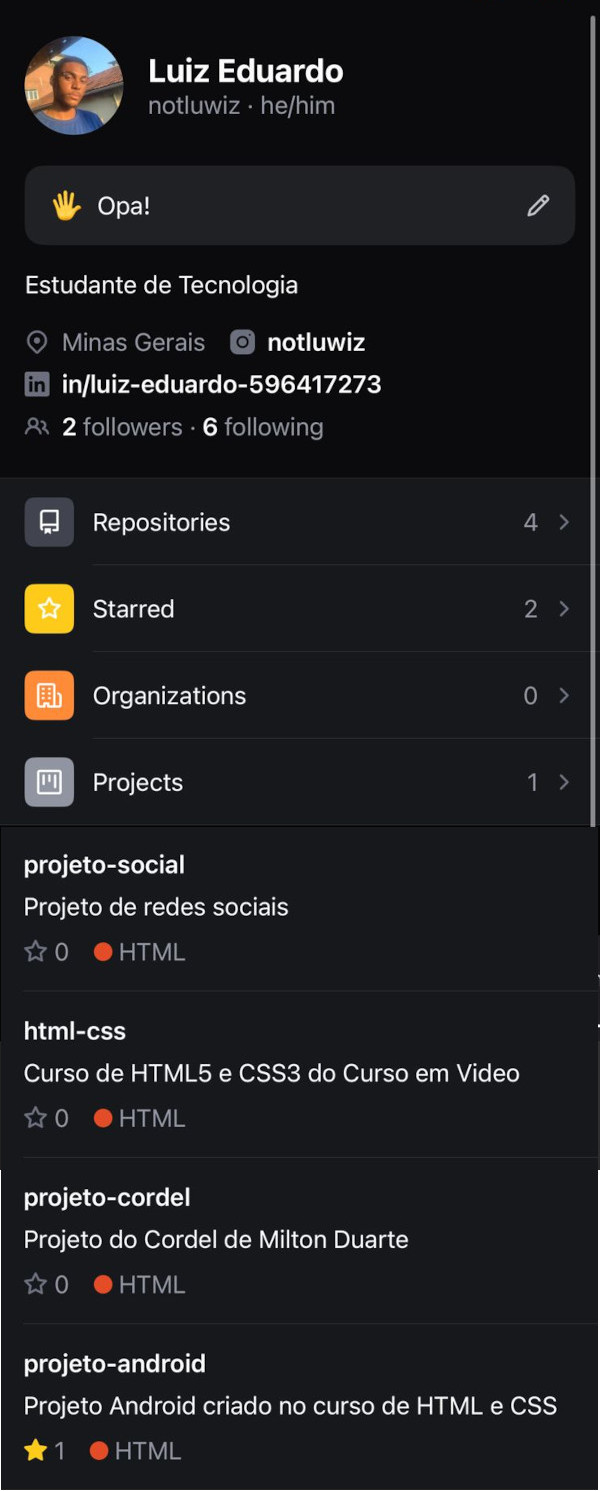 Luiz Eduardo
notluwiz · he/him
🖐 Opa!
Estudante de Tecnologia
Minas Gerais notluwiz
in/luiz-eduardo-596417273
2 followers · 6 following
Repositories 4
Starred 2
Organizations 0
Projects 1
projeto-social
Projeto de redes sociais
0 HTML
html-css
Curso de HTML5 e CSS3 do Curso em Video
0 HTML
projeto-cordel
Projeto do Cordel de Milton Duarte
0 HTML
projeto-android
Projeto Android criado no curso de HTML e CSS
1 HTML